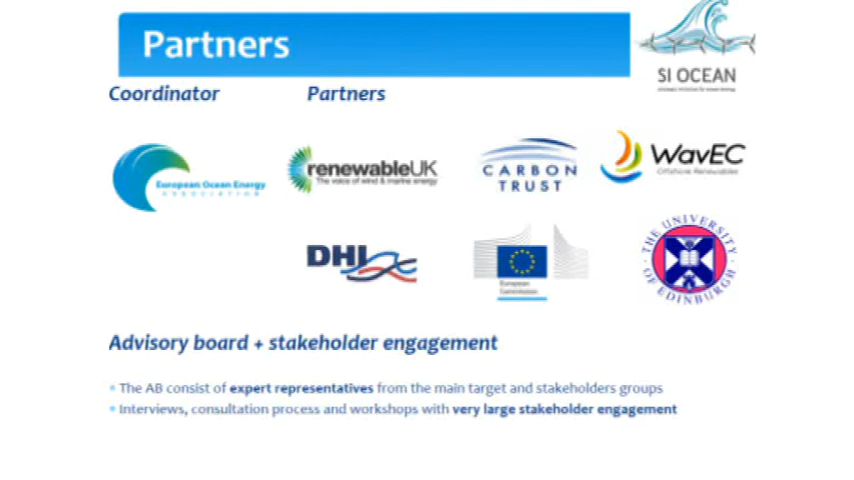 Partners
SI OCEAN
Coordinator
Partners
European Ocean Energy
ASSOCIATION
renewableUK
The voice of wind & marine energy
CARBON
TRUST
WavEC
Offshore Renewables
DHI
European
Commission
THE UNIVERSITY
OF EDINBURGH
Advisory board + stakeholder engagement
The AB consist of expert representatives from the main target and stakeholders groups
Interviews, consultation process and workshops with very large stakeholder engagement